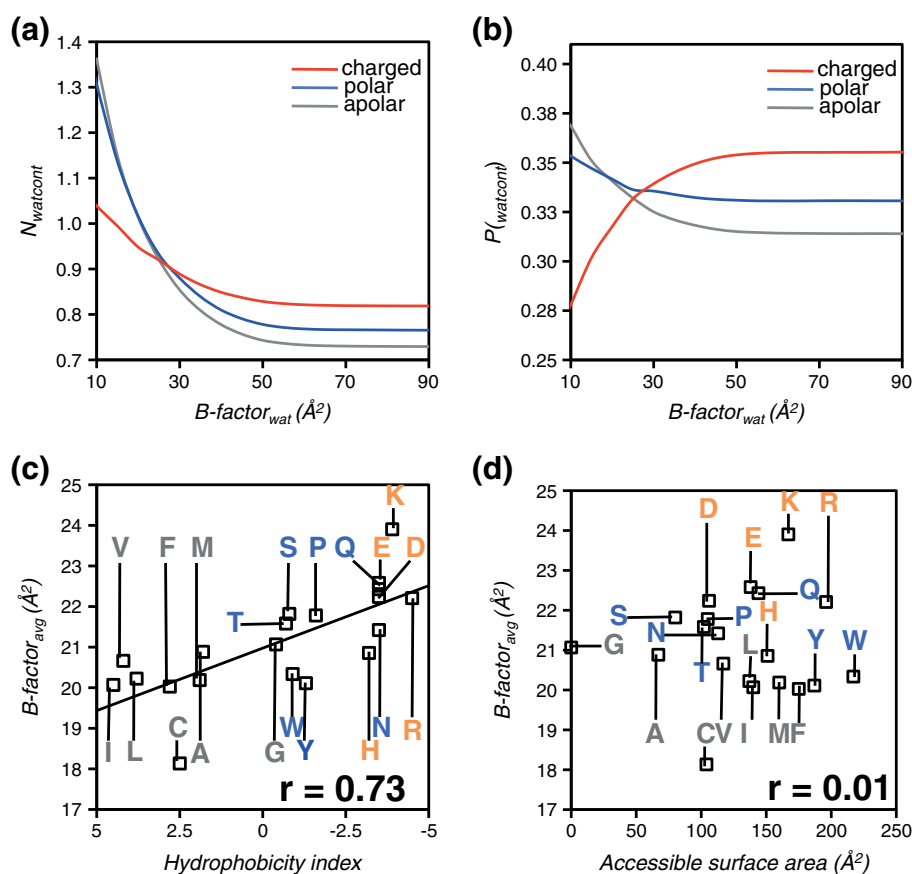 (a)
1.4
1.3
1.2
1.1
1.0
0.9
0.8
0.7
N_watcont
charged
polar
apolar
10 30 50 70 90
B-factor_wat (Å²)
(b)
0.40
0.38
0.35
0.33
0.30
0.28
0.25
P(watcont)
charged
polar
apolar
10 30 50 70 90
B-factor_wat (Å²)
(c)
25
24
23
22
21
20
19
18
17
B-factor_avg (Å²)
K
V F M S P Q E D
T
I L C A G W Y H N R
r = 0.73
5 2.5 0 -2.5 -5
Hydrophobicity index
(d)
25
24
23
22
21
20
19
18
17
B-factor_avg (Å²)
D K R
E
S N P H Q
G T L Y W
A C V I M F
r = 0.01
0 50 100 150 200 250
Accessible surface area (Å²)